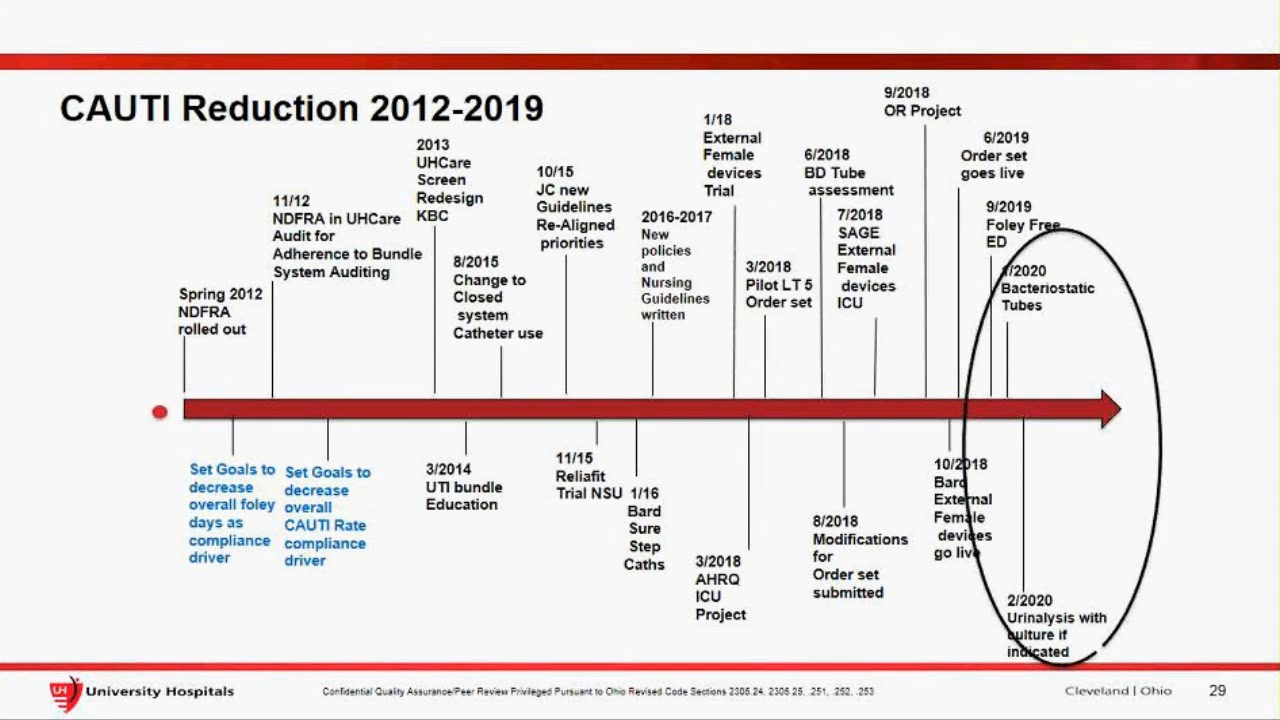 CAUTI Reduction 2012-2019
Spring 2012
NDFRA
rolled out
11/12
NDFRA in UHCare
Audit for
Adherence to Bundle
System Auditing
2013
UHCare
Screen
Redesign
KBC
8/2015
Change to
Closed
system
Catheter use
10/15
JC new
Guidelines
Re-Aligned
priorities
2016-2017
New
policies
and
Nursing
Guidelines
written
1/18
External
Female
devices
Trial
3/2018
Pilot LT 5
Order set
6/2018
BD Tube
assessment
7/2018
SAGE
External
Female
devices
ICU
9/2018
OR Project
6/2019
Order set
goes live
9/2019
Foley Free
ED
1/2020
Bacteriostatic
Tubes
Set Goals to
decrease
overall foley
days as
compliance
driver
Set Goals to
decrease
overall
CAUTI Rate
compliance
driver
3/2014
UTI bundle
Education
11/15
Reliafit
Trial NSU
1/16
Bard
Sure
Step
Caths
3/2018
AHRQ
ICU
Project
8/2018
Modifications
for
Order set
submitted
10/2018
Bard
External
Female
devices
go live
2/2020
Urinalysis with
culture if
indicated
UH
University Hospitals
Confidential Quality Assurance/Peer Review Privileged Pursuant to Ohio Revised Code Sections 2305.24, 2305.25, .251, .252, .253
Cleveland | Ohio
29